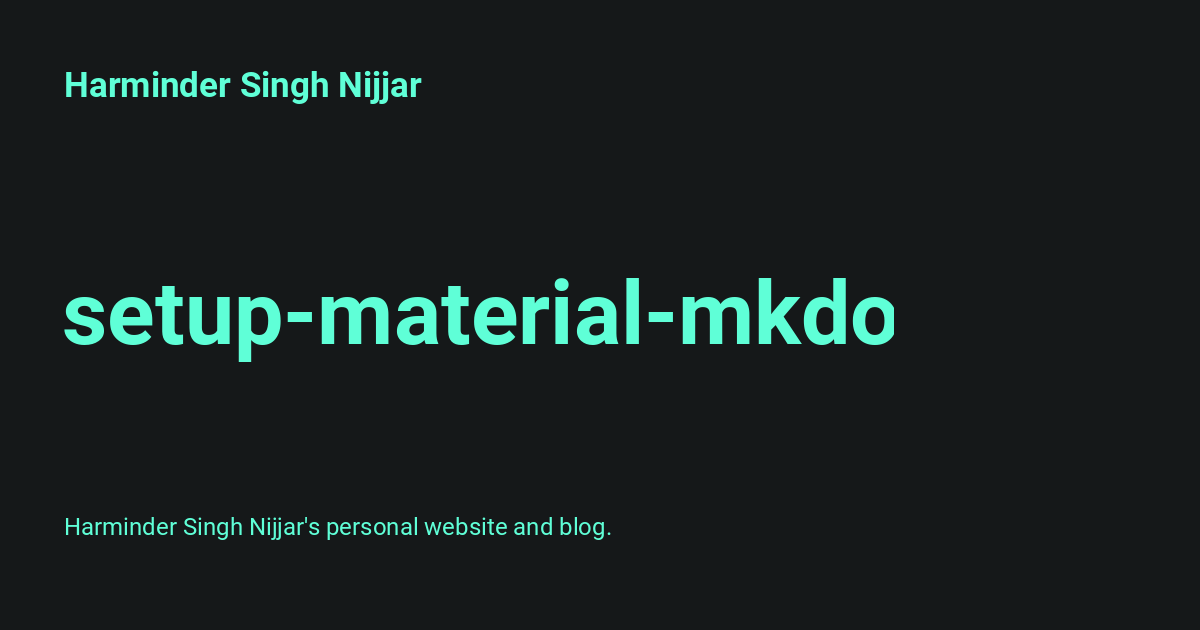 Harminder Singh Nijjar
setup-material-mkdo
Harminder Singh Nijjar's personal website and blog.